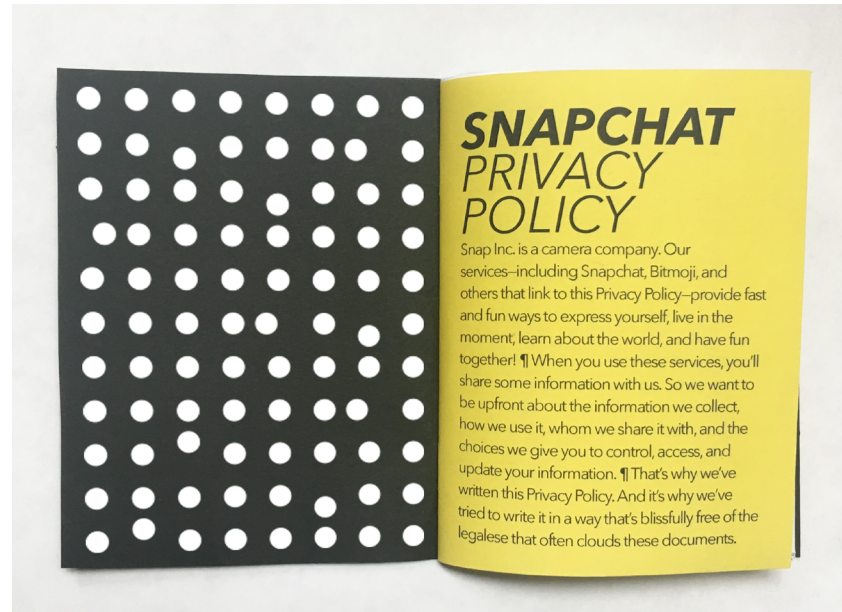 SNAPCHAT
PRIVACY
POLICY
Snap Inc. is a camera company. Our
services—including Snapchat, Bitmoji, and
others that link to this Privacy Policy—provide fast
and fun ways to express yourself, live in the
moment, learn about the world, and have fun
together! ¶ When you use these services, you'll
share some information with us. So we want to
be upfront about the information we collect,
how we use it, whom we share it with, and the
choices we give you to control, access, and
update your information. ¶ That's why we've
written this Privacy Policy. And it's why we've
tried to write it in a way that's blissfully free of the
legalese that often clouds these documents.